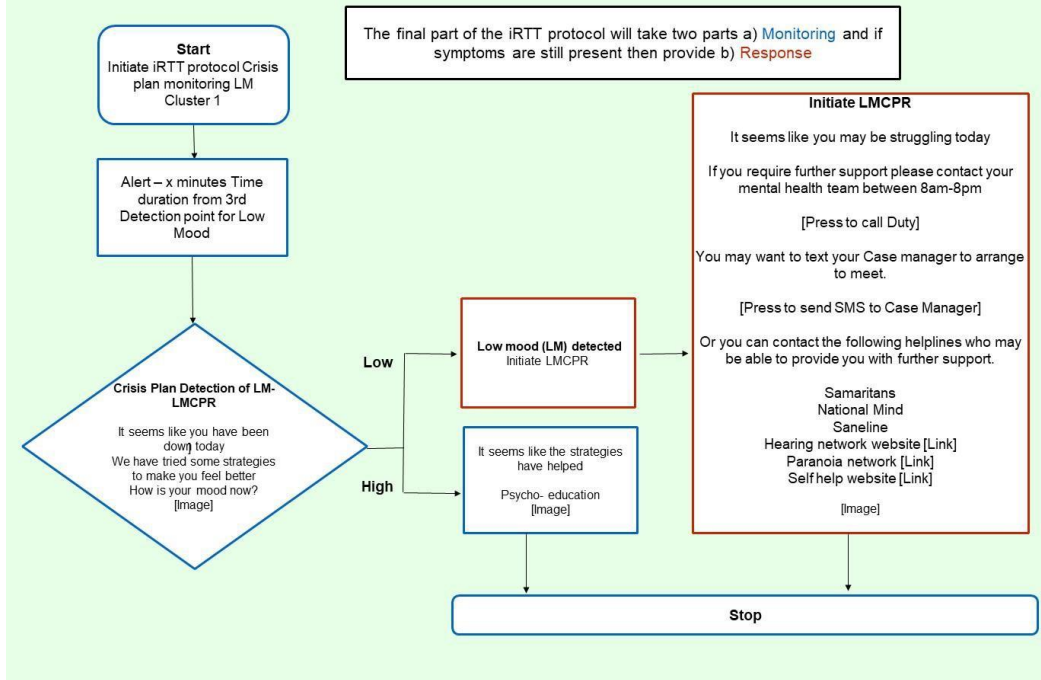 Start
Initiate iRTT protocol Crisis
plan monitoring LM
Cluster 1
The final part of the iRTT protocol will take two parts a) Monitoring and if
symptoms are still present then provide b) Response
Alert – x minutes Time
duration from 3rd
Detection point for Low
Mood
Crisis Plan Detection of LM-
LMCPR
It seems like you have been
down today
We have tried some strategies
to make you feel better
How is your mood now?
[Image]
Low
High
Low mood (LM) detected
Initiate LMCPR
It seems like the strategies
have helped
Psycho- education
[Image]
Initiate LMCPR
It seems like you may be struggling today
If you require further support please contact your
mental health team between 8am-8pm
[Press to call Duty]
You may want to text your Case manager to arrange
to meet.
[Press to send SMS to Case Manager]
Or you can contact the following helplines who may
be able to provide you with further support.
Samaritans
National Mind
Saneline
Hearing network website [Link]
Paranoia network [Link]
Self help website [Link]
[Image]
Stop